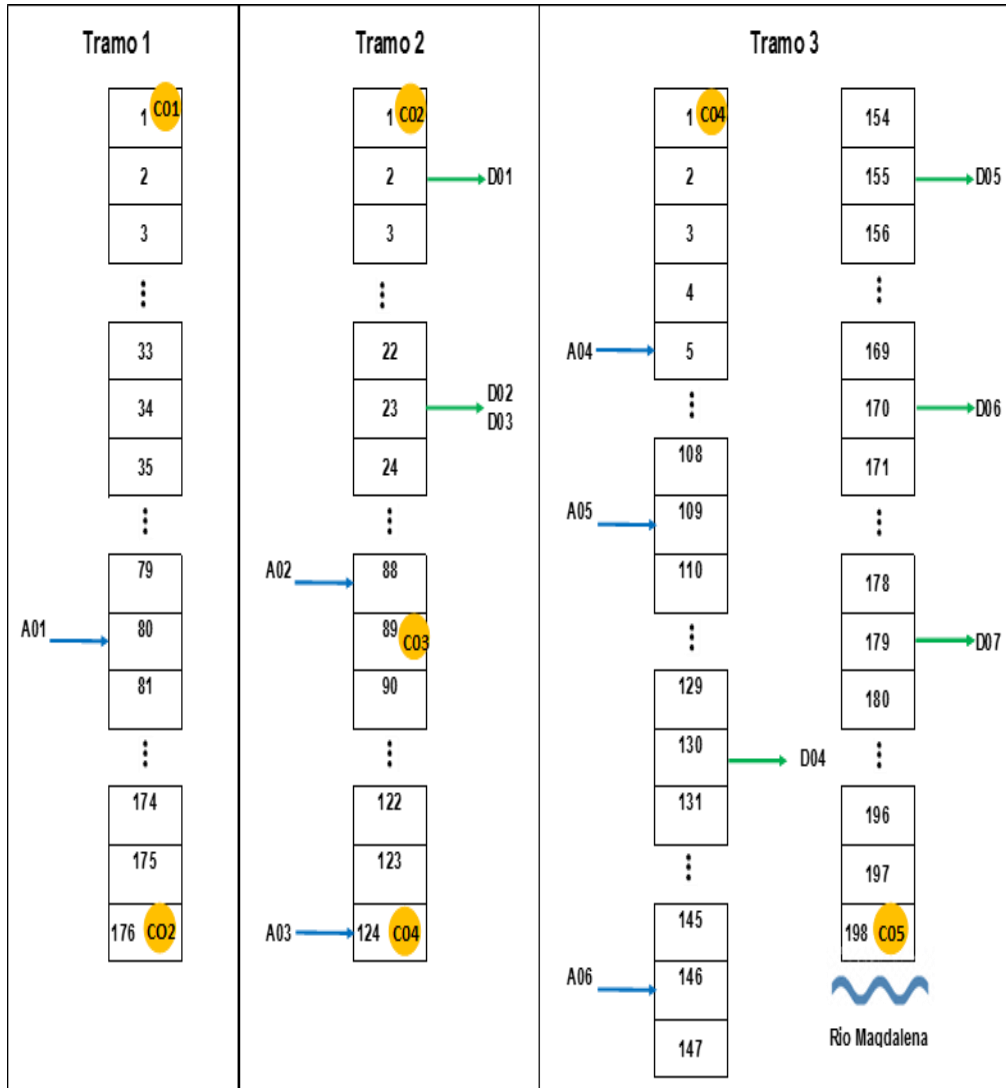 Tramo 1
1 C01
2
3
33
34
35
79
A01
80
81
174
175
176 CO2
Tramo 2
1 C02
2
D01
3
22
23
D02
D03
24
A02
88
89 C03
90
122
123
A03
124 C04
Tramo 3
1 C04
2
3
4
A04
5
108
A05
109
110
129
130
D04
131
145
A06
146
147
154
155
D05
156
169
170
D06
171
178
179
D07
180
196
197
198 C05
Rio Magdalena